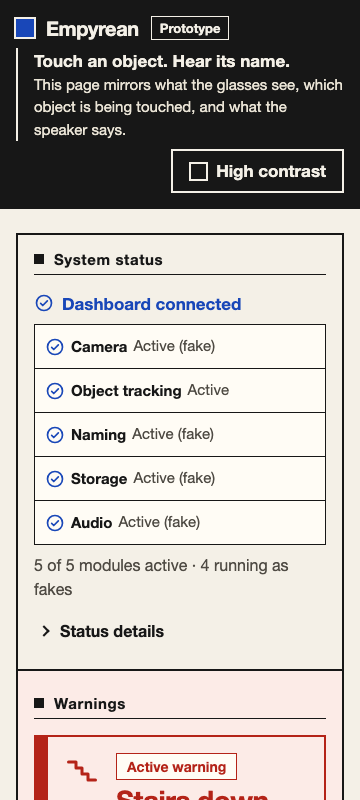 Empyrean Prototype
Touch an object. Hear its name.
This page mirrors what the glasses see, which
object is being touched, and what the
speaker says.
High contrast
System status
Dashboard connected
Camera Active (fake)
Object tracking Active
Naming Active (fake)
Storage Active (fake)
Audio Active (fake)
5 of 5 modules active · 4 running as
fakes
Status details
Warnings
Active warning
Stairs down